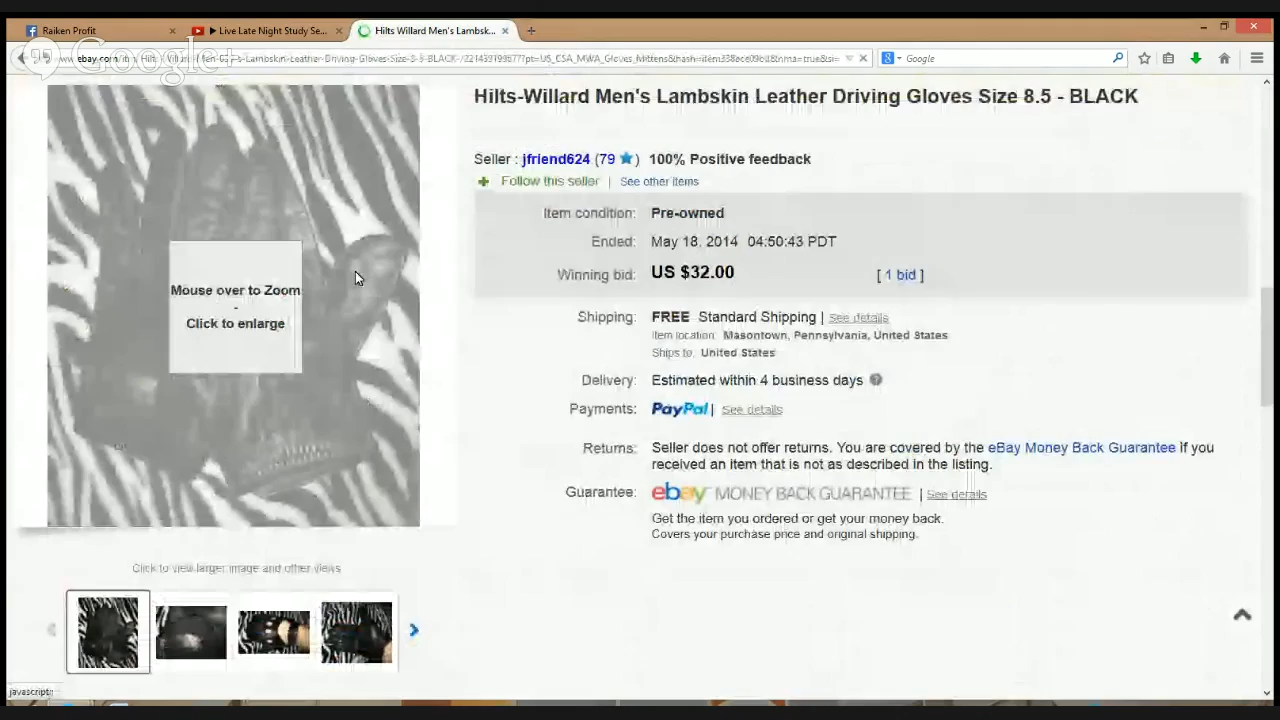 Raiken Profit
Live Late Night Study Se...
Hilts Willard Men's Lambsk...
Google+
Google
Hilts-Willard Men's Lambskin Leather Driving Gloves Size 8.5 - BLACK
Seller : jfriend624 (79 ) 100% Positive feedback
Follow this seller | See other items
Item condition: Pre-owned
Ended: May 18, 2014 04:50:43 PDT
Winning bid: US $32.00 [ 1 bid ]
Mouse over to Zoom
-
Click to enlarge
Shipping: FREE Standard Shipping | See details
Item location: Masontown, Pennsylvania, United States
Ships to: United States
Delivery: Estimated within 4 business days
Payments: PayPal | See details
Returns: Seller does not offer returns. You are covered by the eBay Money Back Guarantee if you
received an item that is not as described in the listing.
Guarantee: ebay MONEY BACK GUARANTEE | See details
Get the item you ordered or get your money back.
Covers your purchase price and original shipping.
Click to view larger image and other views
javascript: